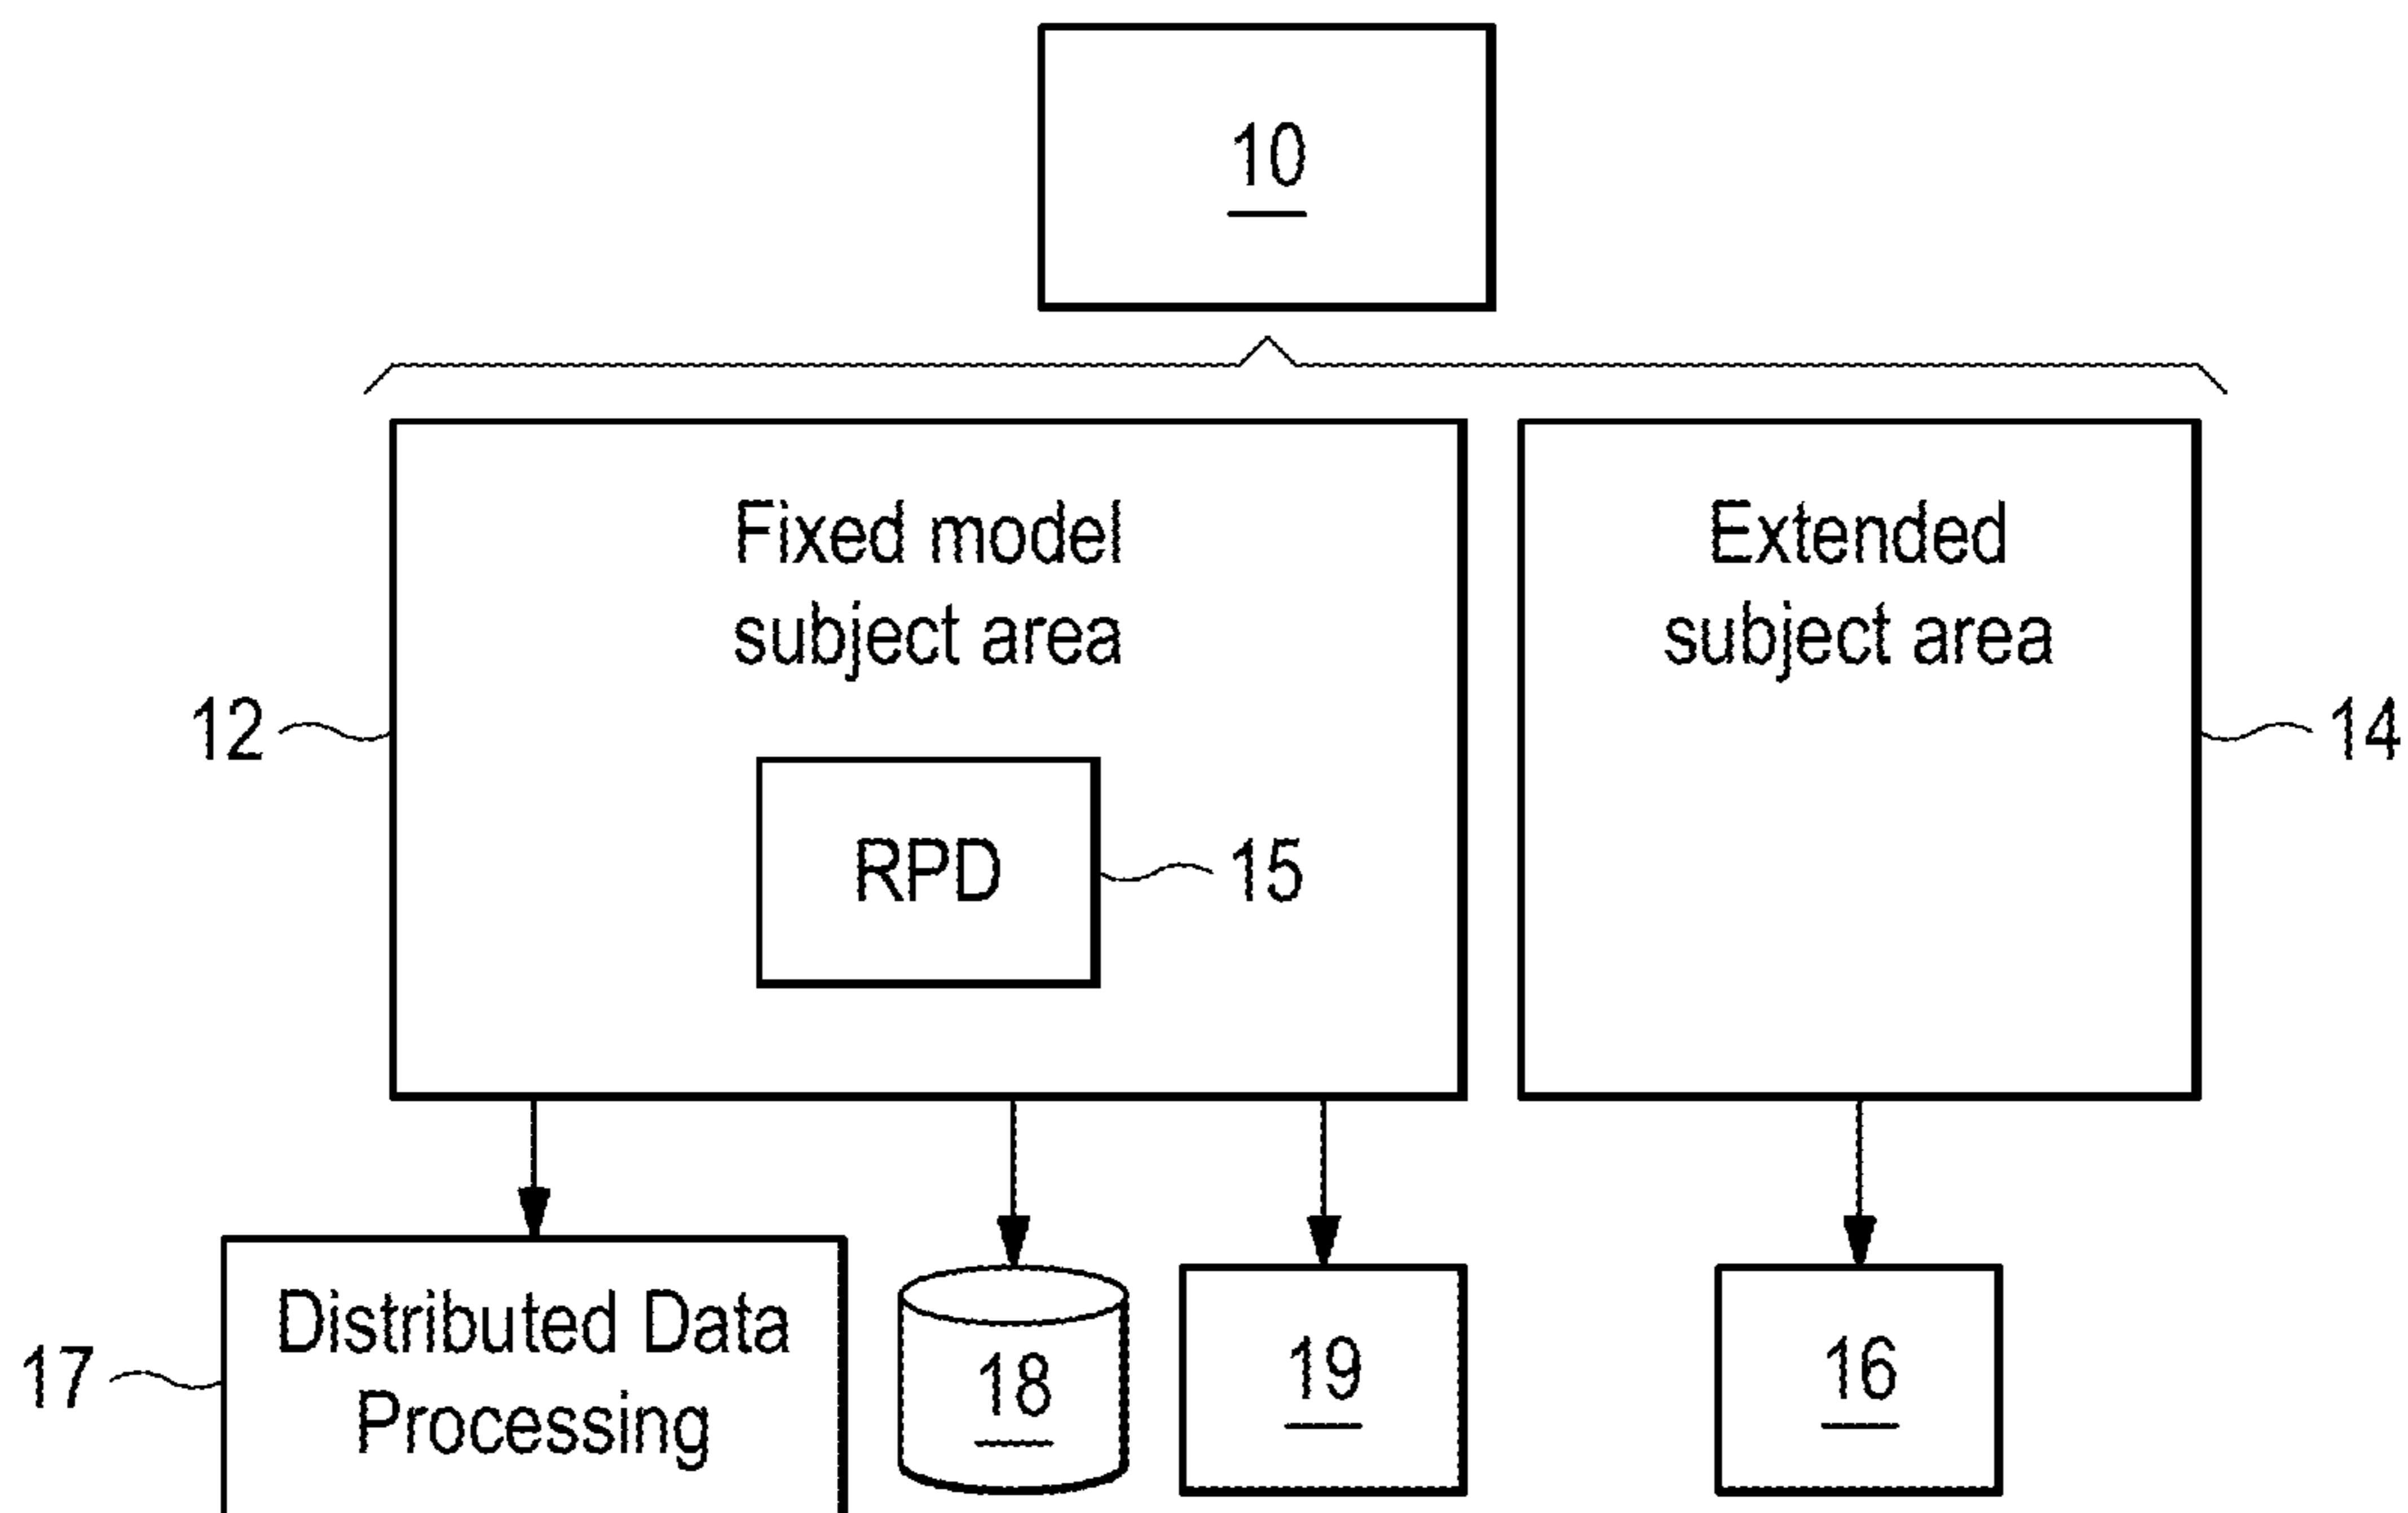 10
Fixed model
subject area
Extended
subject area
12
14
RPD
15
Distributed Data
Processing
17
18
19
16